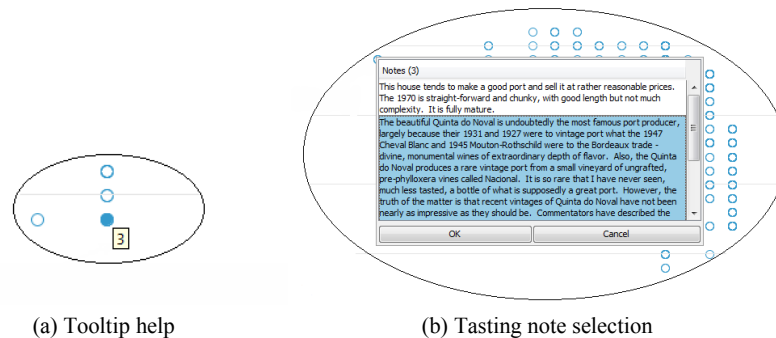 Notes (3)
This house tends to make a good port and sell it at rather reasonable prices.
The 1970 is straight-forward and chunky, with good length but not much
complexity. It is fully mature.
The beautiful Quinta do Noval is undoubtedly the most famous port producer,
largely because their 1931 and 1927 were to vintage port what the 1947
Cheval Blanc and 1945 Mouton-Rothschild were to the Bordeaux trade -
divine, monumental wines of extraordinary depth of flavor. Also, the Quinta
do Noval produces a rare vintage port from a small vineyard of ungrafted,
pre-phylloxera vines called Nacional. It is so rare that I have never seen,
much less tasted, a bottle of what is supposedly a great port. However, the
truth of the matter is that recent vintages of Quinta do Noval have not been
nearly as impressive as they should be. Commentators have described the
OK Cancel
3
(a) Tooltip help
(b) Tasting note selection